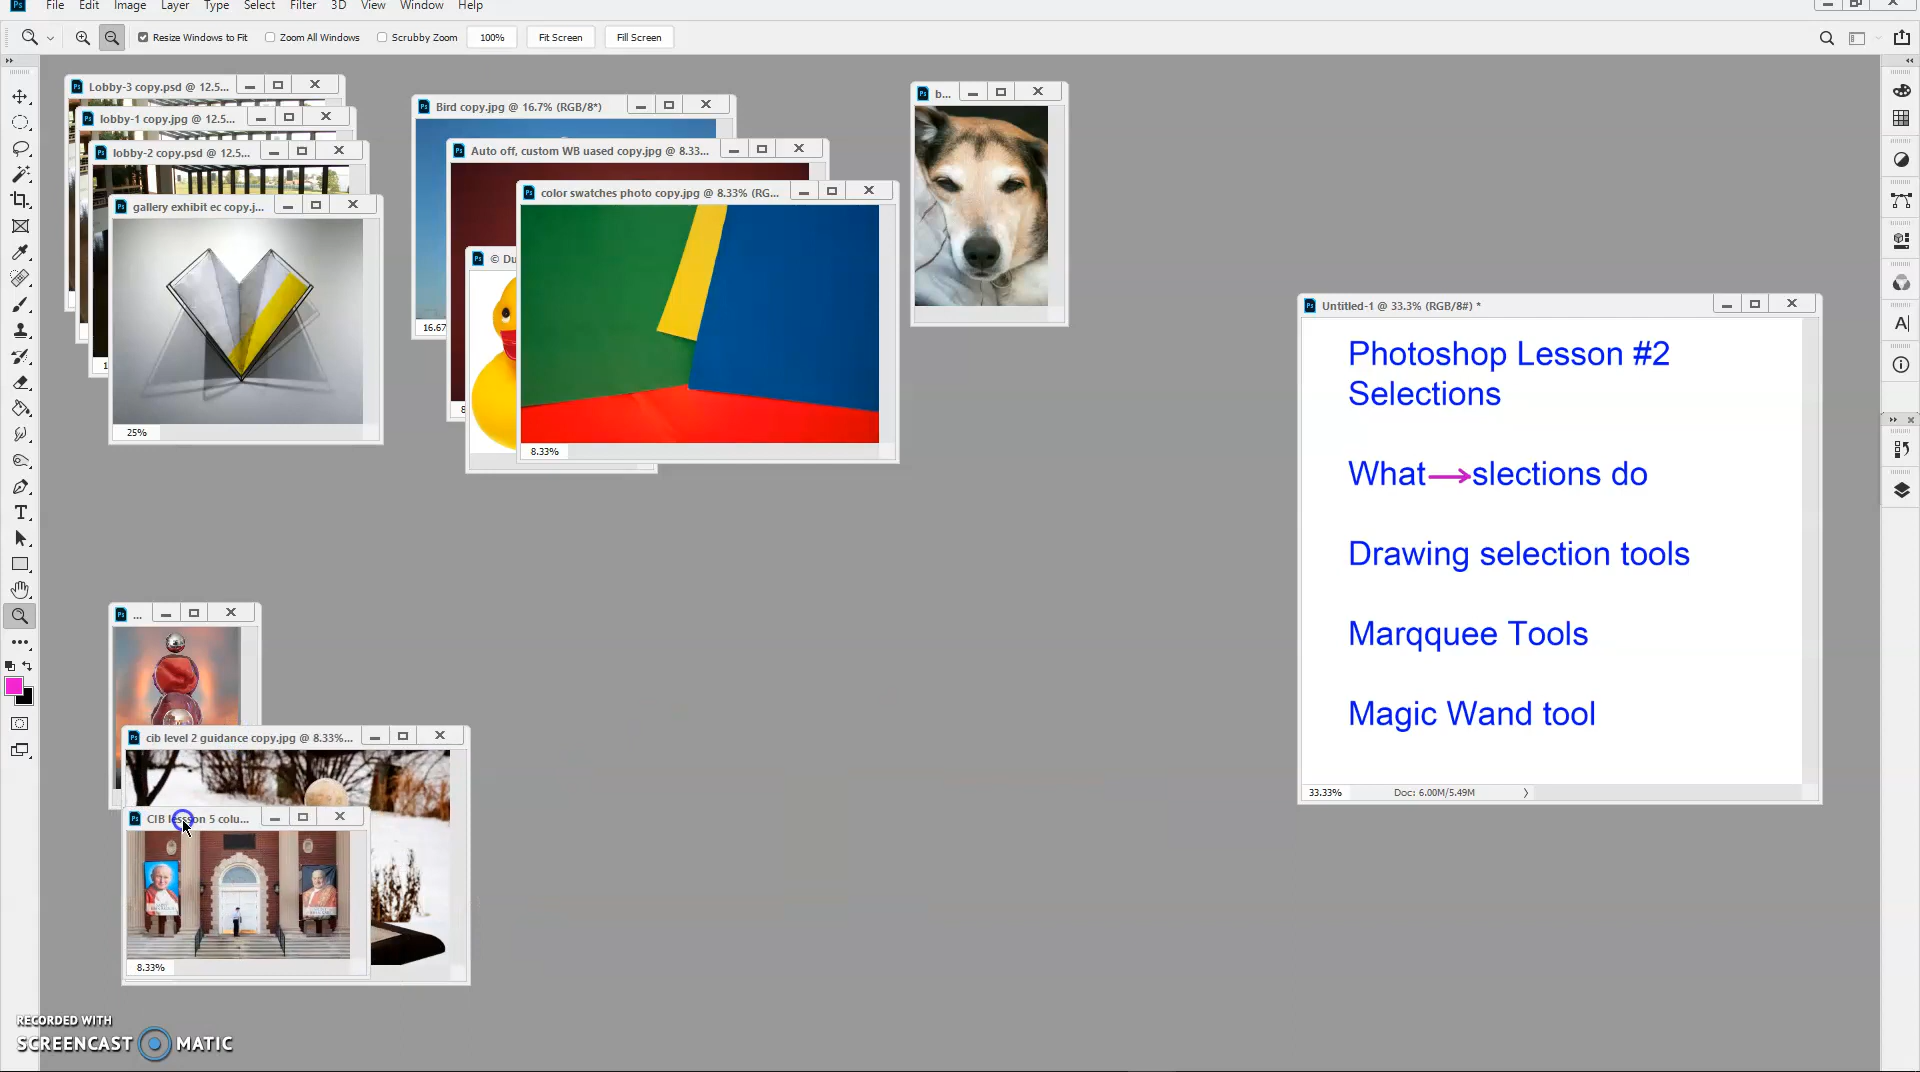 File Edit Image Layer Type Select Filter 3D View Window Help
Resize Windows to Fit Zoom All Windows Scrubby Zoom 100% Fit Screen Fill Screen
Lobby-3 copy.psd @ 12.5...
lobby-1 copy.jpg @ 12.5...
lobby-2 copy.psd @ 12.5...
gallery exhibit ec copy.j...
25%
Bird copy.jpg @ 16.7% (RGB/8*)
16.67
Auto off, custom WB uased copy.jpg @ 8.33...
8
© Du
color swatches photo copy.jpg @ 8.33% (RG...
8.33%
b...
Untitled-1 @ 33.3% (RGB/8#) *
Photoshop Lesson #2
Selections
What slections do
Drawing selection tools
Marqquee Tools
Magic Wand tool
33.33% Doc: 6.00M/5.49M
...
cib level 2 guidance copy.jpg @ 8.33%...
CIB lessson 5 colu...
8.33%
RECORDED WITH
SCREENCAST MATIC